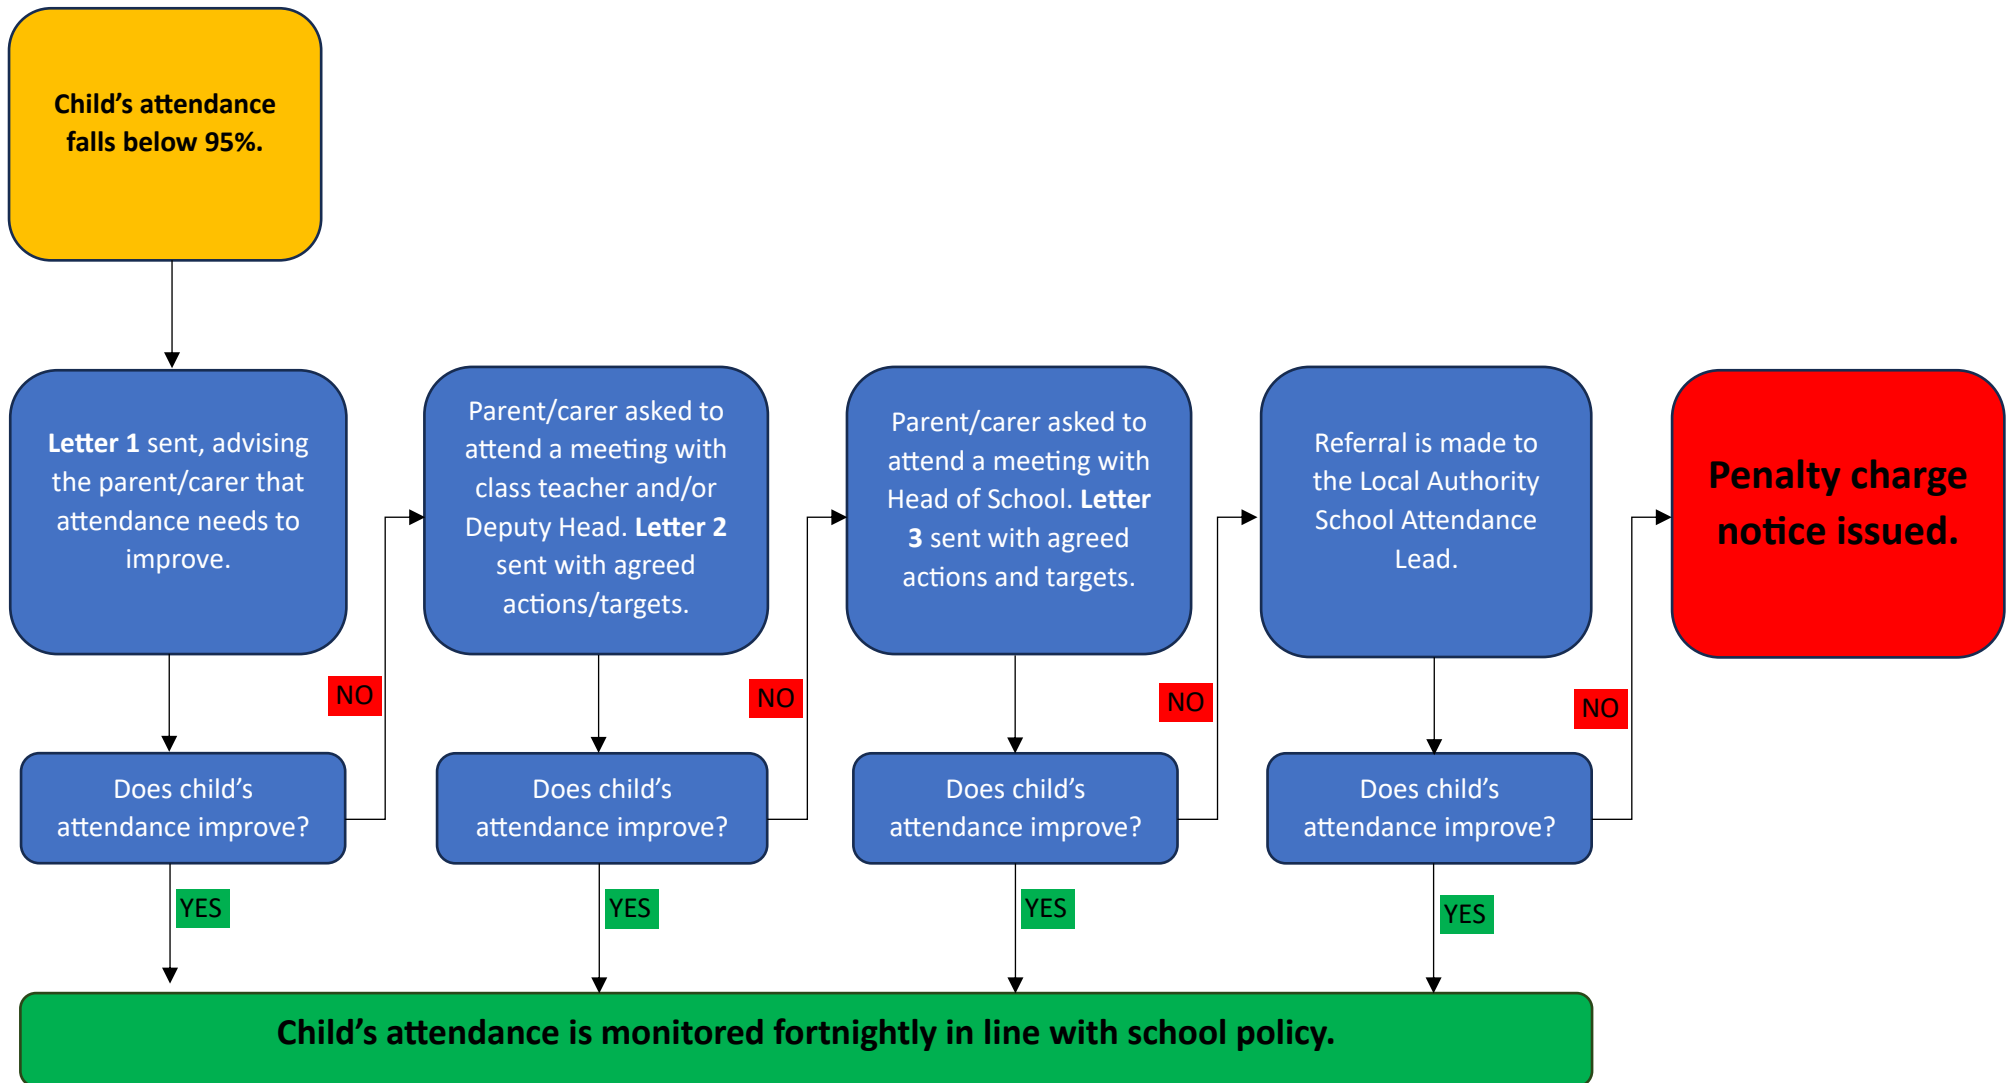 Child’s attendance
falls below 95%.
Letter 1 sent, advising
the parent/carer that
attendance needs to
improve.
Parent/carer asked to
attend a meeting with
class teacher and/or
Deputy Head. Letter 2
sent with agreed
actions/targets.
Parent/carer asked to
attend a meeting with
Head of School. Letter
3 sent with agreed
actions and targets.
Referral is made to
the Local Authority
School Attendance
Lead.
Penalty charge
notice issued.
NO
NO
NO
NO
Does child’s
attendance improve?
Does child’s
attendance improve?
Does child’s
attendance improve?
Does child’s
attendance improve?
YES
YES
YES
YES
Child’s attendance is monitored fortnightly in line with school policy.